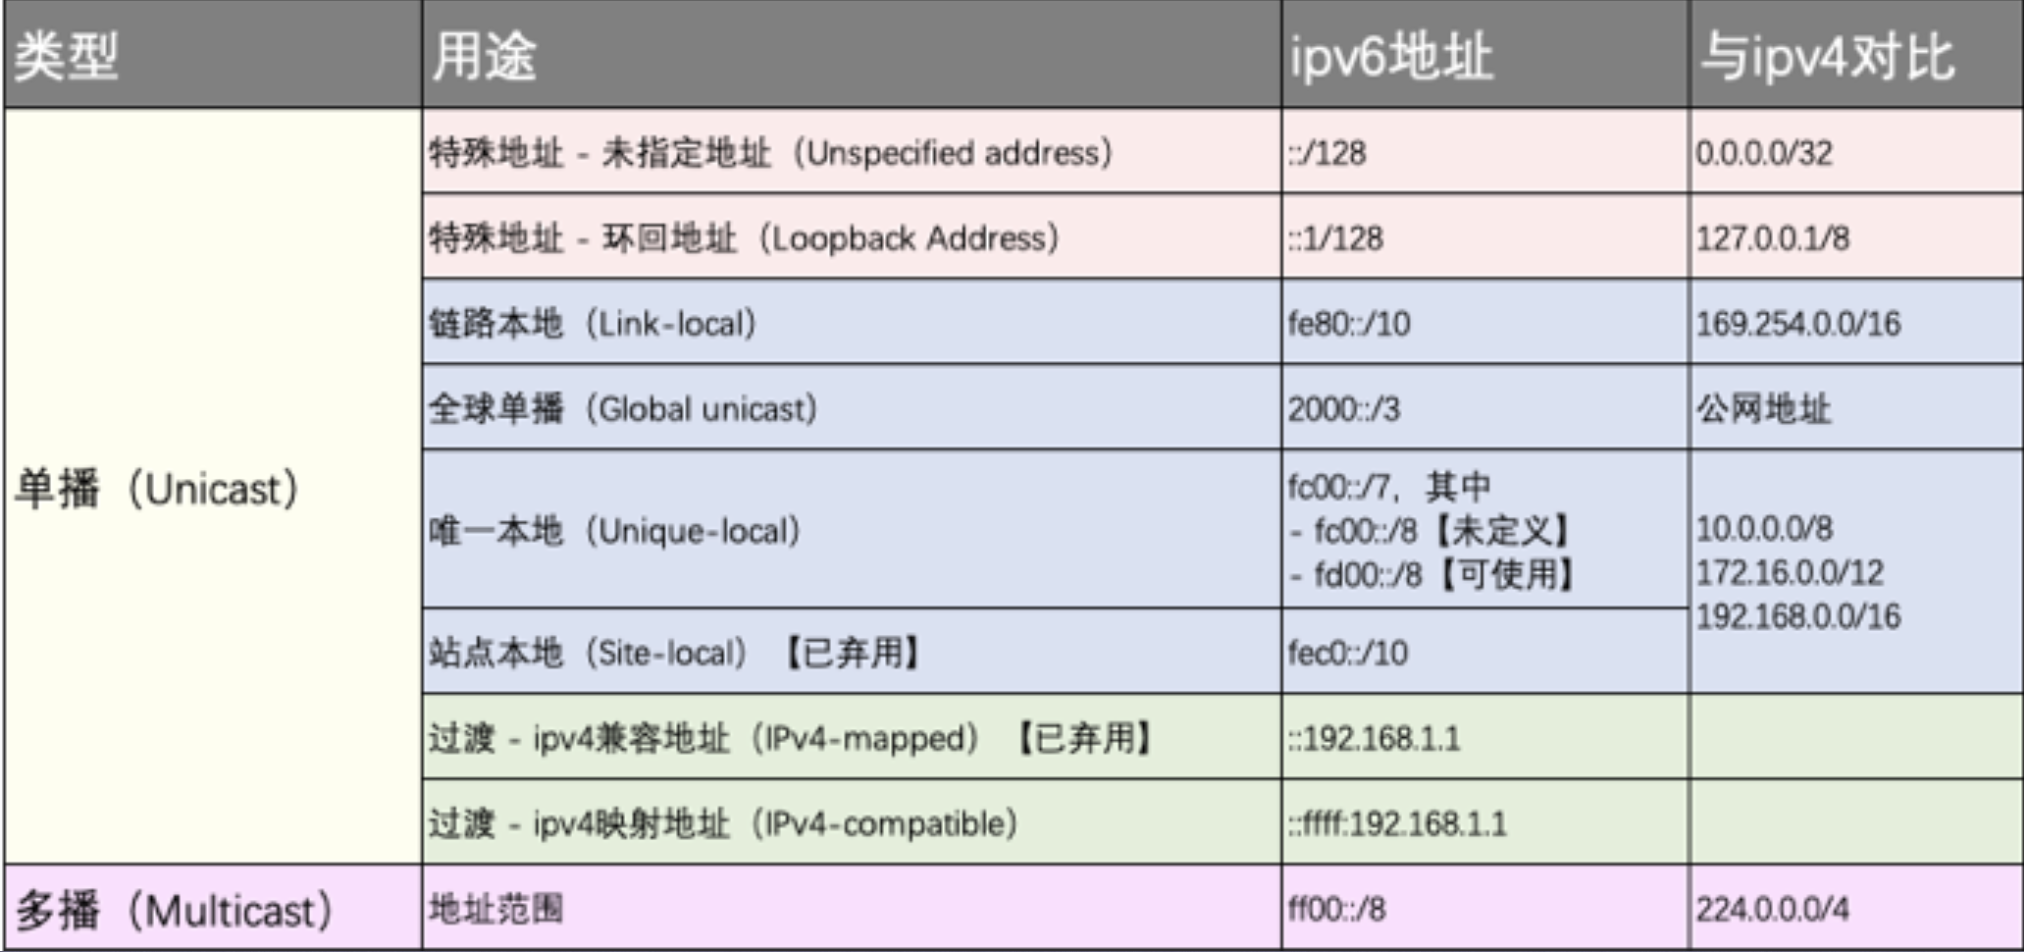 类型 用途 ipv6地址 与ipv4对比
单播（Unicast）
特殊地址 - 未指定地址（Unspecified address） ::/128 0.0.0.0/32
特殊地址 - 环回地址（Loopback Address） ::1/128 127.0.0.1/8
链路本地（Link-local） fe80::/10 169.254.0.0/16
全球单播（Global unicast） 2000::/3 公网地址
唯一本地（Unique-local）
fc00::/7，其中
- fc00::/8【未定义】
- fd00::/8【可使用】
10.0.0.0/8
172.16.0.0/12
192.168.0.0/16
站点本地（Site-local）【已弃用】 fec0::/10
过渡 - ipv4兼容地址（IPv4-mapped）【已弃用】 ::192.168.1.1
过渡 - ipv4映射地址（IPv4-compatible） ::ffff:192.168.1.1
多播（Multicast） 地址范围 ff00::/8 224.0.0.0/4